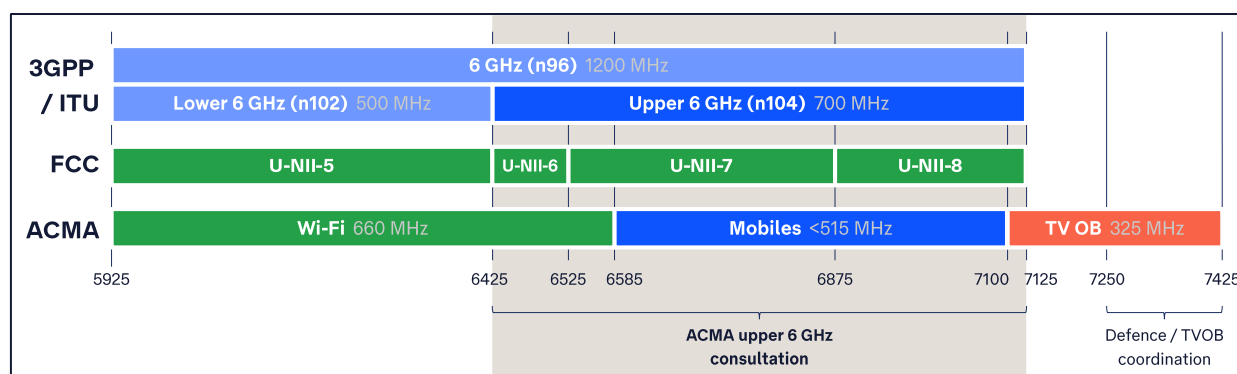 3GPP
/ ITU
6 GHz (n96) 1200 MHz
Lower 6 GHz (n102) 500 MHz
Upper 6 GHz (n104) 700 MHz
FCC
U-NII-5
U-NII-6
U-NII-7
U-NII-8
ACMA
Wi-Fi 660 MHz
Mobiles <515 MHz
TV OB 325 MHz
5925
6425
6525
6585
6875
7100
7125
7250
7425
ACMA upper 6 GHz
consultation
Defence / TVOB
coordination